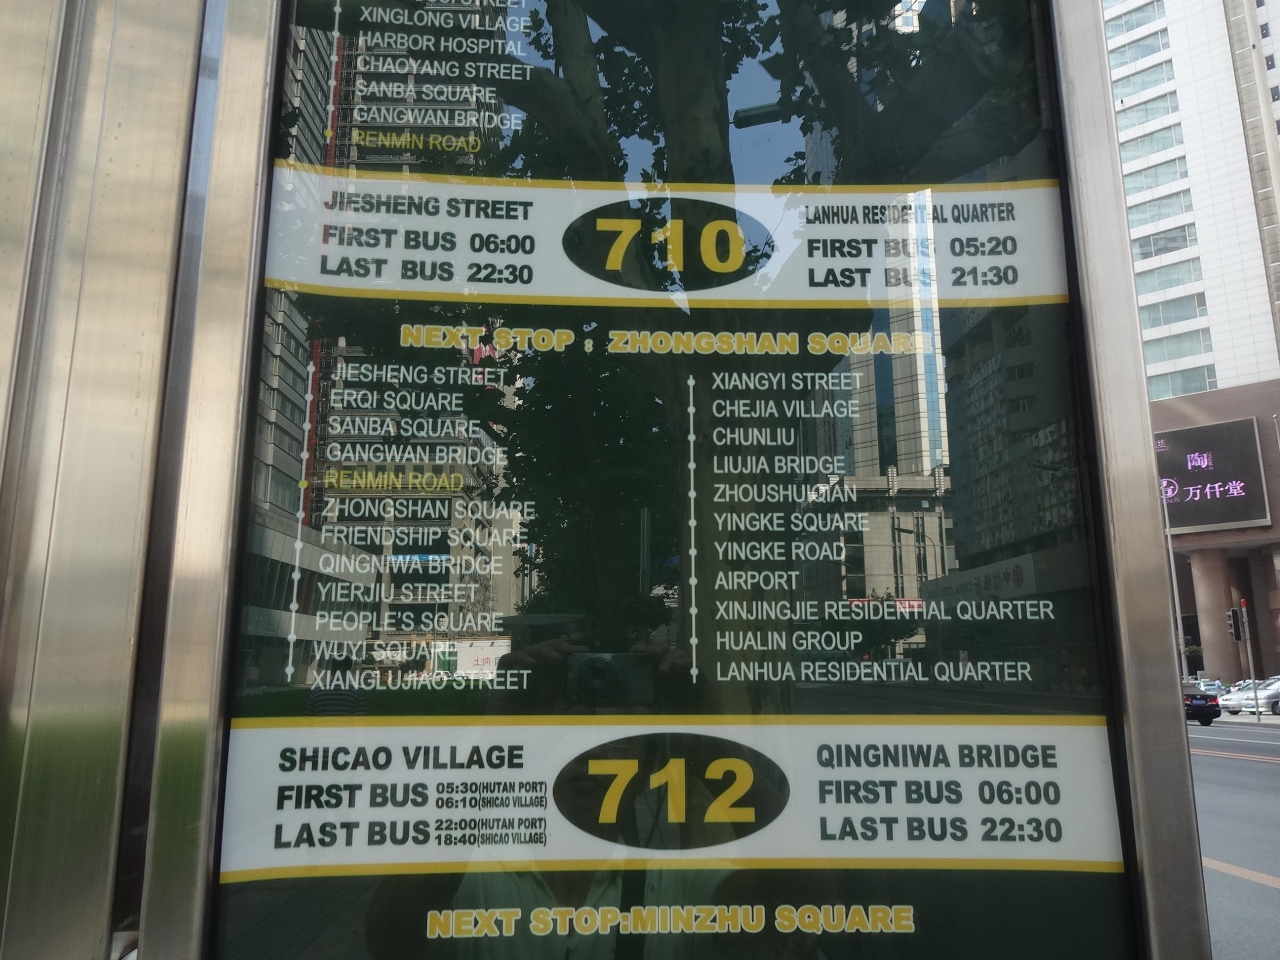 XINGLONG VILLAGE
HARBOR HOSPITAL
CHAOYANG STREET
SANBA SQUARE
GANGWAN BRIDGE
RENMIN ROAD
JIESHENG STREET
FIRST BUS 06:00
LAST BUS 22:30
710
LANHUA RESIDENTIAL QUARTER
FIRST BUS 05:20
LAST BUS 21:30
NEXT STOP : ZHONGSHAN SQUARE
JIESHENG STREET
ERQI SQUARE
SANBA SQUARE
GANGWAN BRIDGE
RENMIN ROAD
ZHONGSHAN SQUARE
FRIENDSHIP SQUARE
QINGNIWA BRIDGE
YIERJIU STREET
PEOPLE'S SQUARE
WUYI SQUARE
XIANGLUJIAO STREET
XIANGYI STREET
CHEJIA VILLAGE
CHUNLIU
LIUJIA BRIDGE
ZHOUSHUIQIAN
YINGKE SQUARE
YINGKE ROAD
AIRPORT
XINJINGJIE RESIDENTIAL QUARTER
HUALIN GROUP
LANHUA RESIDENTIAL QUARTER
SHICAO VILLAGE
FIRST BUS 05:30(HUTAN PORT)
06:10(SHICAO VILLAGE)
LAST BUS 22:00(HUTAN PORT)
18:40(SHICAO VILLAGE)
712
QINGNIWA BRIDGE
FIRST BUS 06:00
LAST BUS 22:30
NEXT STOP:MINZHU SQUARE
陶
万仟堂